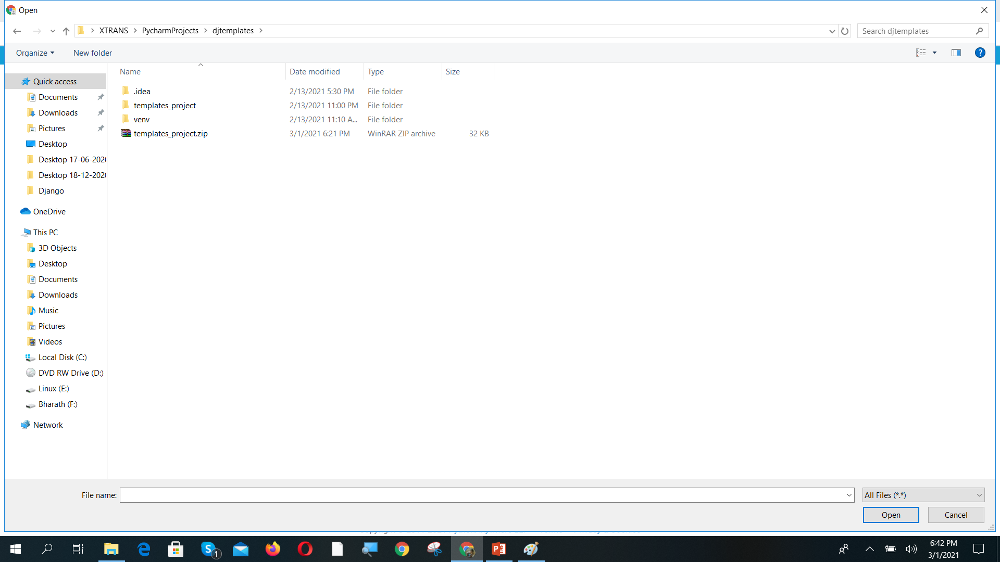 Open
XTRANS > PycharmProjects > djtemplates >
Search djtemplates
Organize
New folder
?
Name
Date modified
Type
Size
.idea
2/13/2021 5:30 PM
File folder
templates_project
2/13/2021 11:00 PM
File folder
venv
2/13/2021 11:10 A...
File folder
templates_project.zip
3/1/2021 6:21 PM
WinRAR ZIP archive
32 KB
Quick access
Documents
Downloads
Pictures
Desktop
Desktop 17-06-2020
Desktop 18-12-2020
Django
OneDrive
This PC
3D Objects
Desktop
Documents
Downloads
Music
Pictures
Videos
Local Disk (C:)
DVD RW Drive (D:)
Linux (E:)
Bharath (F:)
Network
File name:
All Files (*.*)
Open
Cancel
1
6:42 PM
3/1/2021